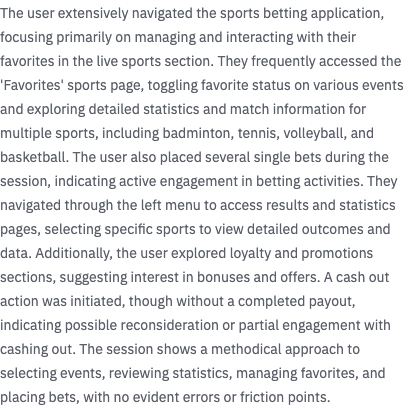 The user extensively navigated the sports betting application,
focusing primarily on managing and interacting with their
favorites in the live sports section. They frequently accessed the
'Favorites' sports page, toggling favorite status on various events
and exploring detailed statistics and match information for
multiple sports, including badminton, tennis, volleyball, and
basketball. The user also placed several single bets during the
session, indicating active engagement in betting activities. They
navigated through the left menu to access results and statistics
pages, selecting specific sports to view detailed outcomes and
data. Additionally, the user explored loyalty and promotions
sections, suggesting interest in bonuses and offers. A cash out
action was initiated, though without a completed payout,
indicating possible reconsideration or partial engagement with
cashing out. The session shows a methodical approach to
selecting events, reviewing statistics, managing favorites, and
placing bets, with no evident errors or friction points.